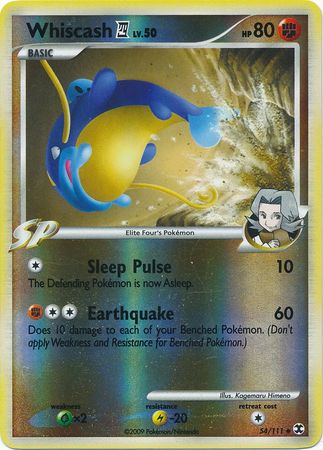 Whiscash 4 LV.50 HP 80
BASIC
Elite Four's Pokémon
SP
Sleep Pulse 10
The Defending Pokémon is now Asleep.
Earthquake 60
Does 10 damage to each of your Benched Pokémon. (Don't
apply Weakness and Resistance for Benched Pokémon.)
Illus. Kagemaru Himeno
weakness resistance retreat cost
×2 -20
©2009 Pokémon/Nintendo 54/111